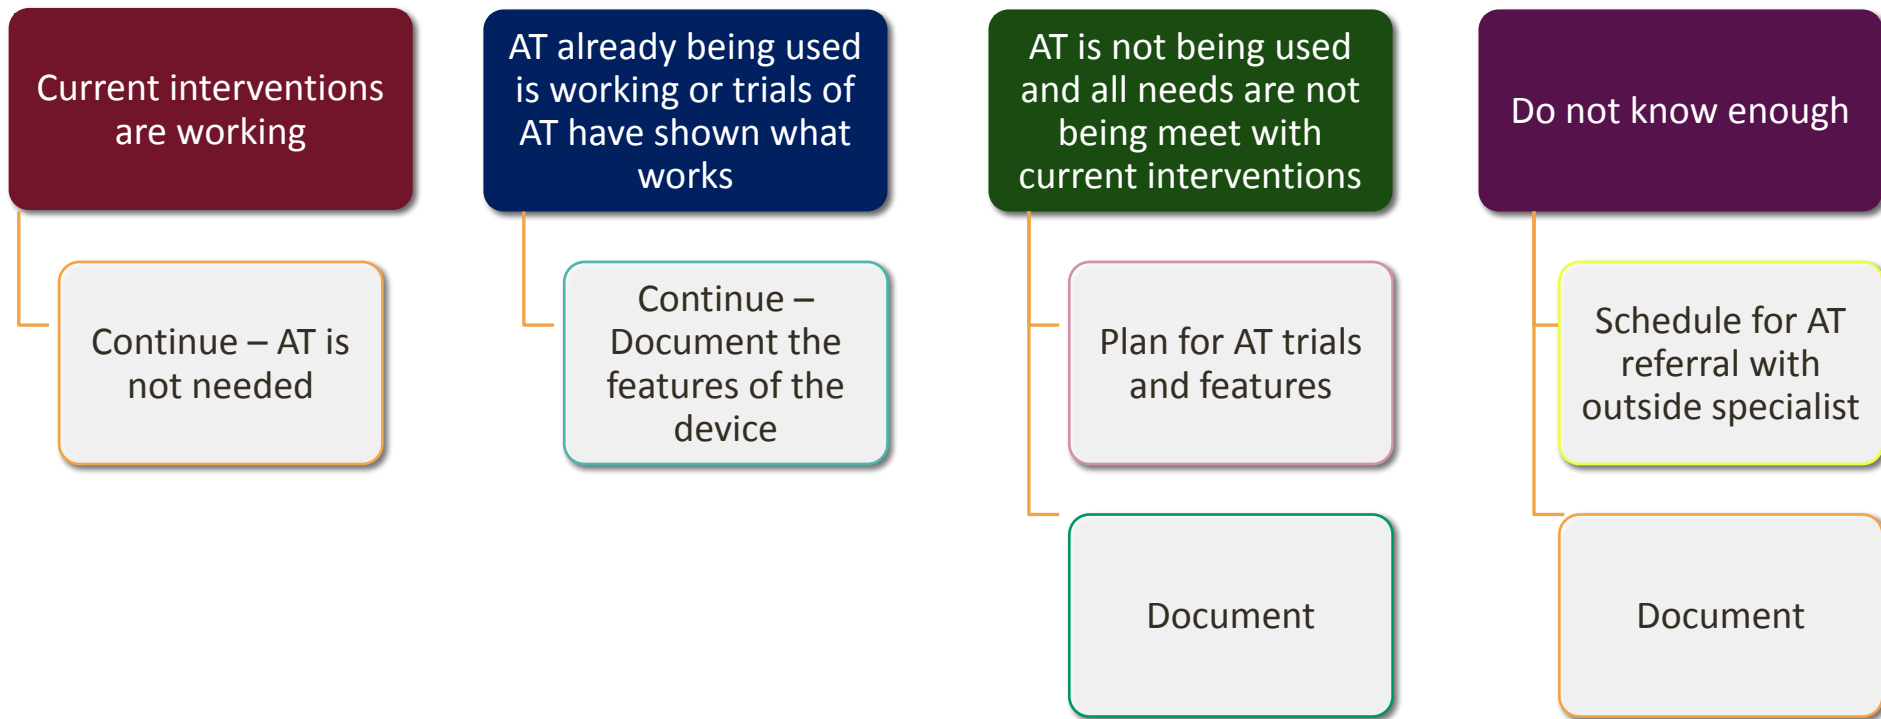 Current interventions
are working
Continue – AT is
not needed
AT already being used
is working or trials of
AT have shown what
works
Continue –
Document the
features of the
device
AT is not being used
and all needs are not
being meet with
current interventions
Plan for AT trials
and features
Document
Do not know enough
Schedule for AT
referral with
outside specialist
Document